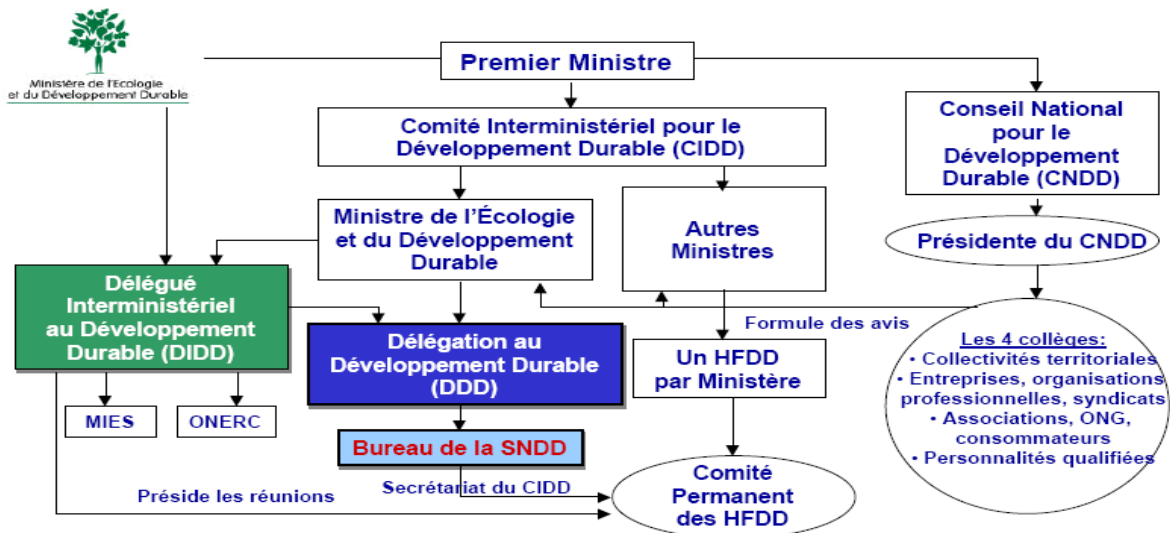 Ministère de l'Ecologie
et du Développement Durable
Premier Ministre
Comité Interministériel pour le
Développement Durable (CIDD)
Conseil National
pour le
Développement
Durable (CNDD)
Ministre de l'Écologie
et du Développement
Durable
Autres
Ministres
Présidente du CNDD
Délégué
Interministériel
au Développement
Durable (DIDD)
Formule des avis
Délégation au
Développement Durable
(DDD)
Un HFDD
par Ministère
Les 4 collèges:
• Collectivités territoriales
• Entreprises, organisations
professionnelles, syndicats
• Associations, ONG,
consommateurs
• Personnalités qualifiées
MIES
ONERC
Bureau de la SNDD
Secrétariat du CIDD
Préside les réunions
Comité
Permanent
des HFDD